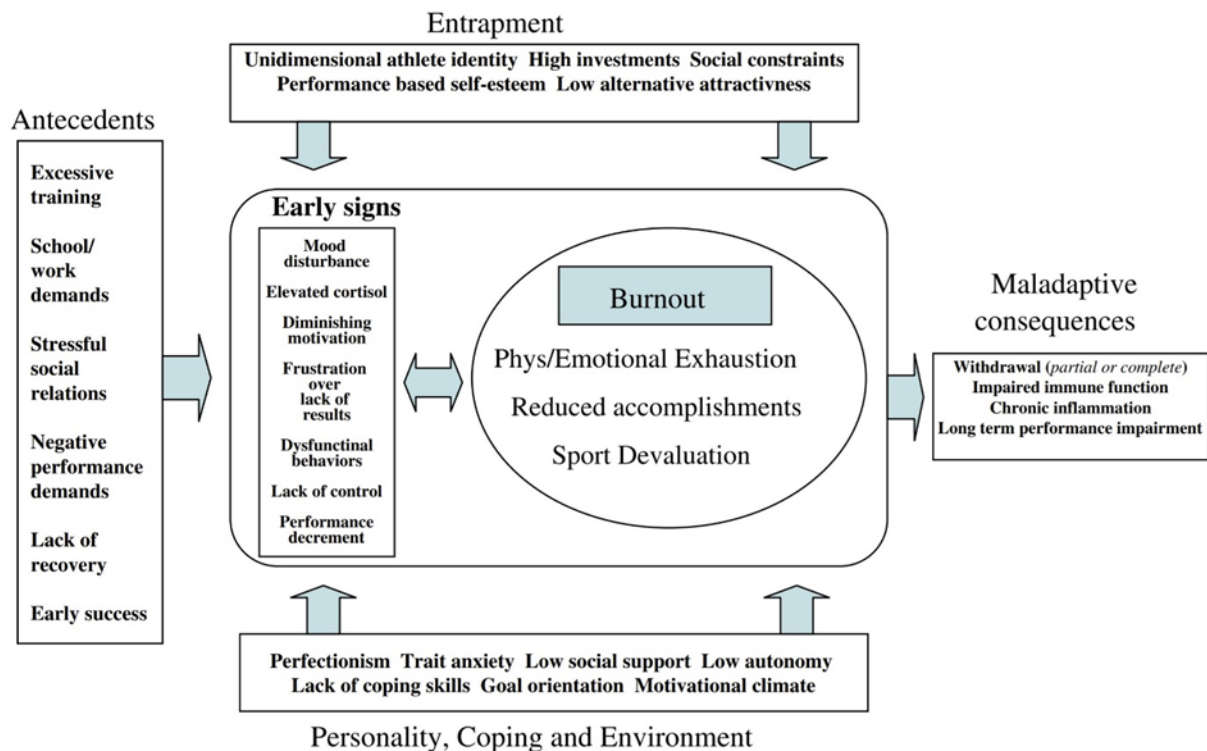 Entrapment
Unidimensional athlete identity High investments Social constraints
Performance based self-esteem Low alternative attractivness
Antecedents
Excessive
training
School/
work
demands
Stressful
social
relations
Negative
performance
demands
Lack of
recovery
Early success
Early signs
Mood
disturbance
Elevated cortisol
Diminishing
motivation
Frustration
over
lack of
results
Dysfunctinal
behaviors
Lack of control
Performance
decrement
Burnout
Phys/Emotional Exhaustion
Reduced accomplishments
Sport Devaluation
Maladaptive
consequences
Withdrawal (partial or complete)
Impaired immune function
Chronic inflammation
Long term performance impairment
Perfectionism Trait anxiety Low social support Low autonomy
Lack of coping skills Goal orientation Motivational climate
Personality, Coping and Environment